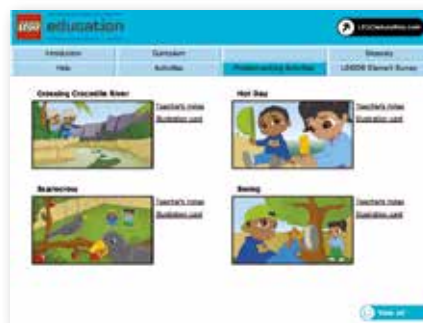 LEGO education
LEGOeducation.com
Introduction Curriculum Glossary
Help Activities Problem-solving Activities LEGO® Element Survey
Crossing Crocodile River
Teacher's notes
Illustration card
Hot Day
Teacher's notes
Illustration card
Scarecrow
Teacher's notes
Illustration card
Swing
Teacher's notes
Illustration card
View all